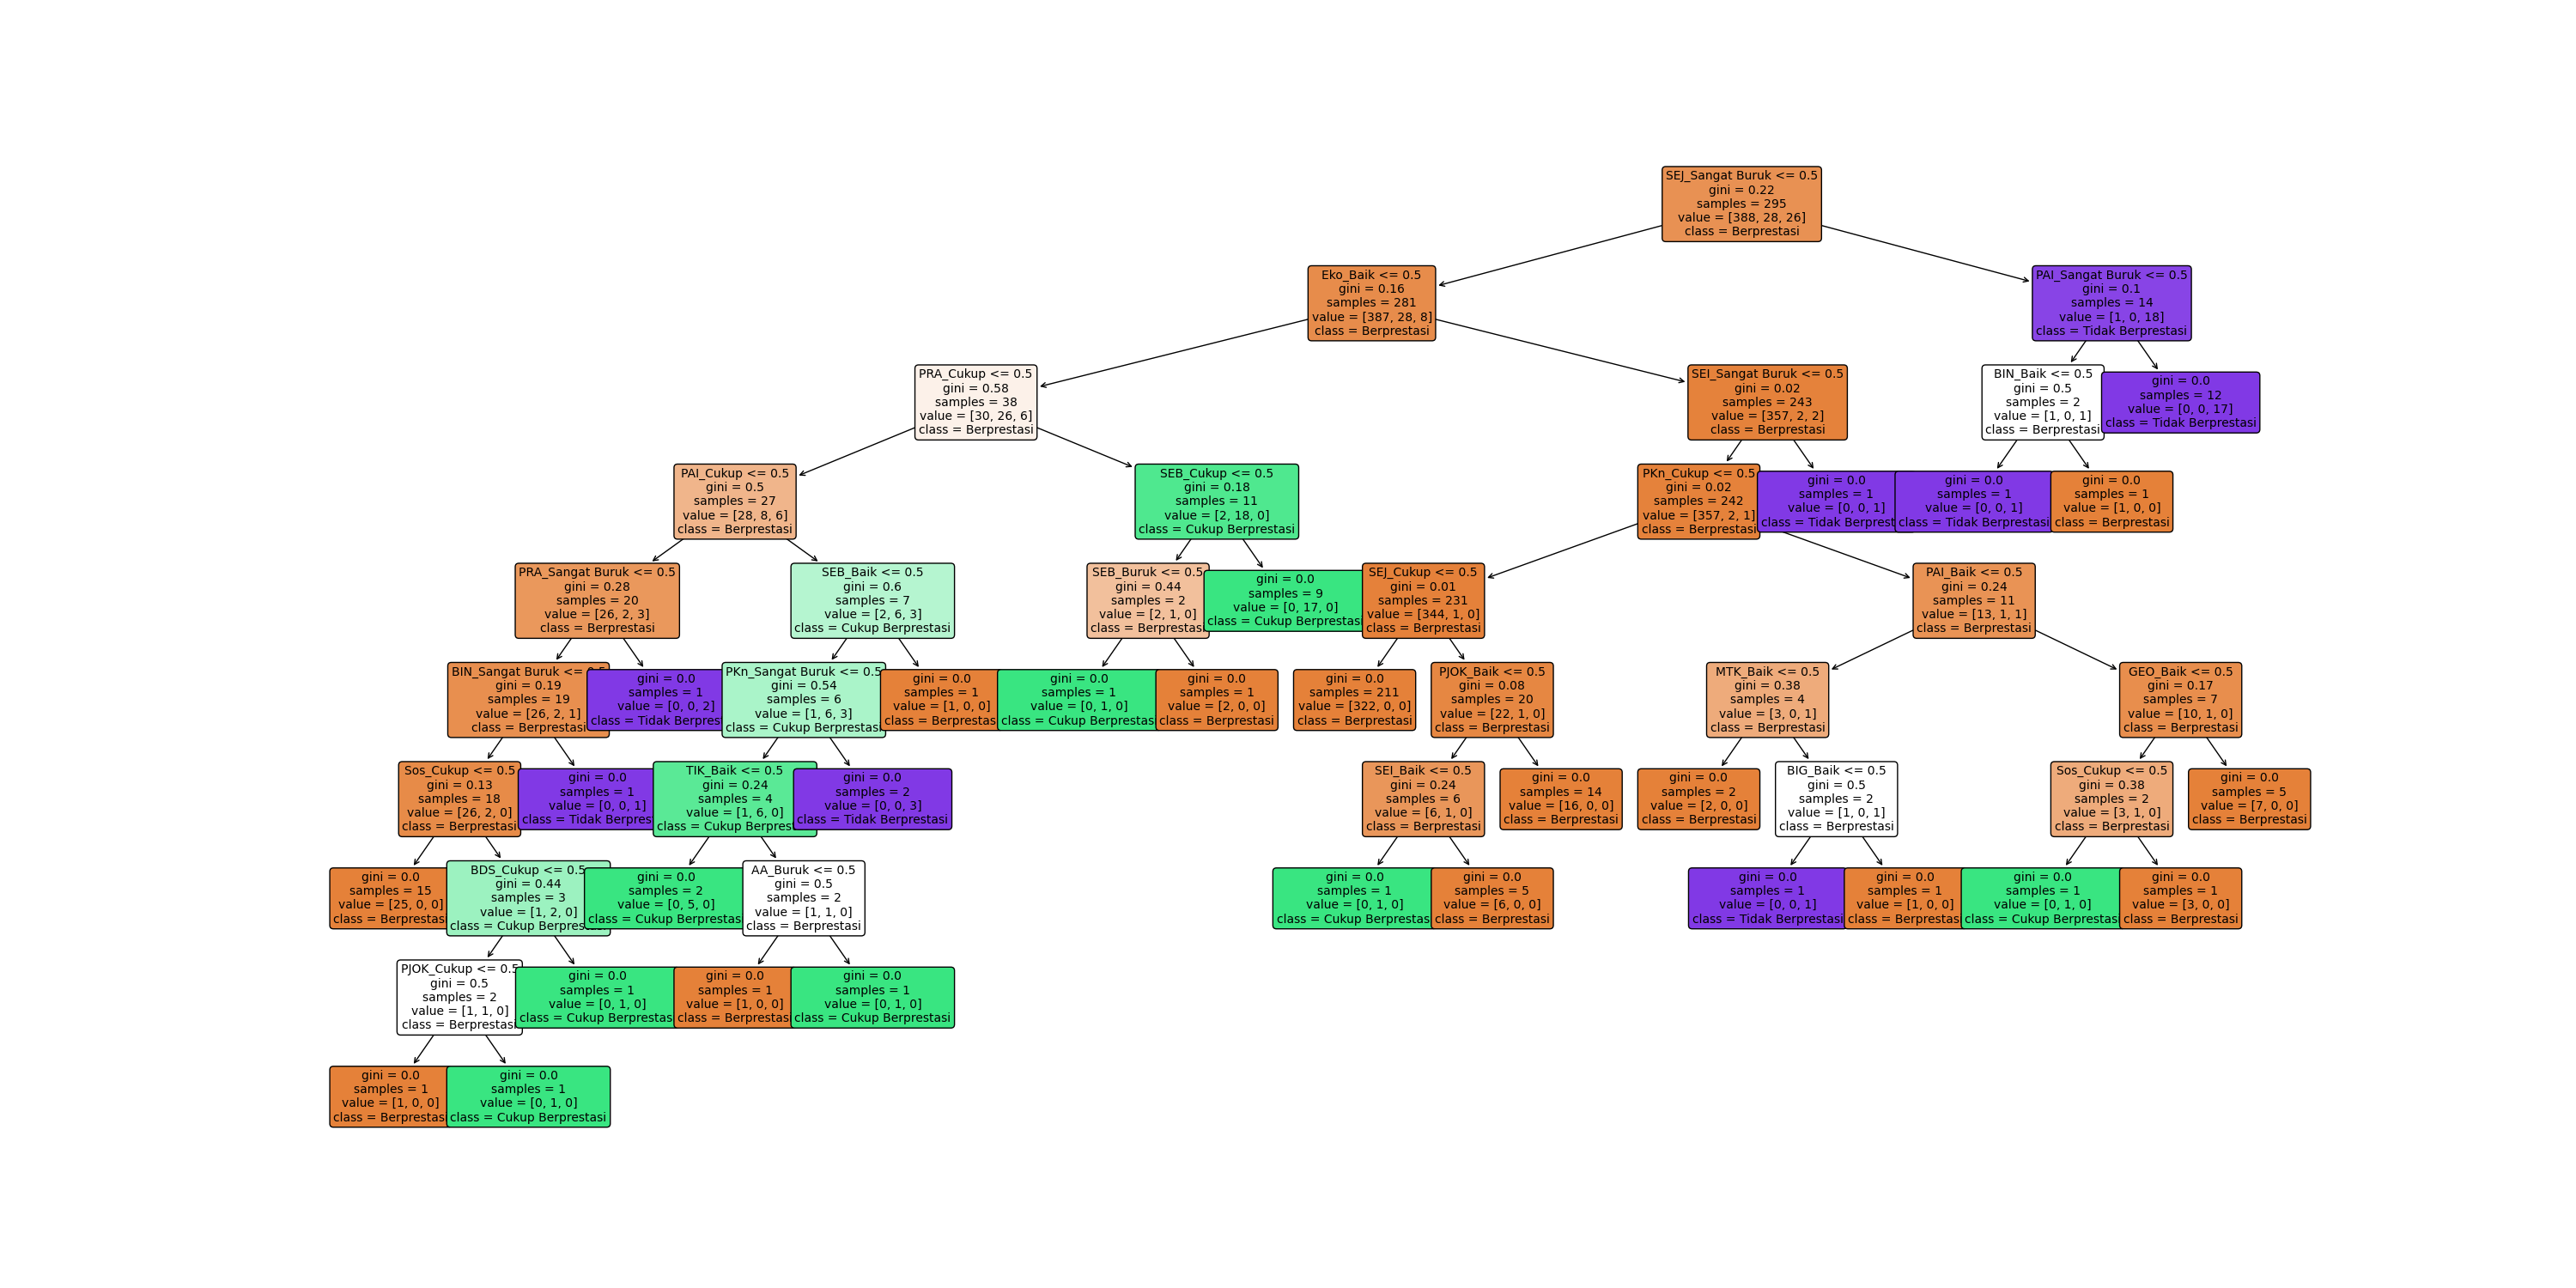 SEJ_Sangat Buruk <= 0.5
gini = 0.22
samples = 295
value = [388, 28, 26]
class = Berprestasi
Eko_Baik <= 0.5
gini = 0.16
samples = 281
value = [387, 28, 8]
class = Berprestasi
PAI_Sangat Buruk <= 0.5
gini = 0.1
samples = 14
value = [1, 0, 18]
class = Tidak Berprestasi
PRA_Cukup <= 0.5
gini = 0.58
samples = 38
value = [30, 26, 6]
class = Berprestasi
SEI_Sangat Buruk <= 0.5
gini = 0.02
samples = 243
value = [357, 2, 2]
class = Berprestasi
BIN_Baik <= 0.5
gini = 0.5
samples = 2
value = [1, 0, 1]
class = Berprestasi
gini = 0.0
samples = 12
value = [0, 0, 17]
class = Tidak Berprestasi
PAI_Cukup <= 0.5
gini = 0.5
samples = 27
value = [28, 8, 6]
class = Berprestasi
SEB_Cukup <= 0.5
gini = 0.18
samples = 11
value = [2, 18, 0]
class = Cukup Berprestasi
PKn_Cukup <= 0.5
gini = 0.02
samples = 242
value = [357, 2, 1]
class = Berprestasi
gini = 0.0
samples = 1
value = [0, 0, 1]
class = Tidak Berprest
gini = 0.0
samples = 1
value = [0, 0, 1]
class = Tidak Berprestasi
gini = 0.0
samples = 1
value = [1, 0, 0]
class = Berprestasi
PRA_Sangat Buruk <= 0.5
gini = 0.28
samples = 20
value = [26, 2, 3]
class = Berprestasi
SEB_Baik <= 0.5
gini = 0.6
samples = 7
value = [2, 6, 3]
class = Cukup Berprestasi
SEB_Buruk <= 0.5
gini = 0.44
samples = 2
value = [2, 1, 0]
class = Berprestasi
gini = 0.0
samples = 9
value = [0, 17, 0]
class = Cukup Berprestasi
SEJ_Cukup <= 0.5
gini = 0.01
samples = 231
value = [344, 1, 0]
class = Berprestasi
PAI_Baik <= 0.5
gini = 0.24
samples = 11
value = [13, 1, 1]
class = Berprestasi
BIN_Sangat Buruk <= 0.5
gini = 0.19
samples = 19
value = [26, 2, 1]
class = Berprestasi
gini = 0.0
samples = 1
value = [0, 0, 2]
class = Tidak Berprest
PKn_Sangat Buruk <= 0.5
gini = 0.54
samples = 6
value = [1, 6, 3]
class = Cukup Berprestasi
gini = 0.0
samples = 1
value = [1, 0, 0]
class = Berprestas
gini = 0.0
samples = 1
value = [0, 1, 0]
class = Cukup Berprestas
gini = 0.0
samples = 1
value = [2, 0, 0]
class = Berprestasi
gini = 0.0
samples = 211
value = [322, 0, 0]
class = Berprestasi
PJOK_Baik <= 0.5
gini = 0.08
samples = 20
value = [22, 1, 0]
class = Berprestasi
MTK_Baik <= 0.5
gini = 0.38
samples = 4
value = [3, 0, 1]
class = Berprestasi
GEO_Baik <= 0.5
gini = 0.17
samples = 7
value = [10, 1, 0]
class = Berprestasi
Sos_Cukup <= 0.5
gini = 0.13
samples = 18
value = [26, 2, 0]
class = Berprestasi
gini = 0.0
samples = 1
value = [0, 0, 1]
class = Tidak Berprest
TIK_Baik <= 0.5
gini = 0.24
samples = 4
value = [1, 6, 0]
class = Cukup Berprestasi
gini = 0.0
samples = 2
value = [0, 0, 3]
class = Tidak Berprestasi
SEI_Baik <= 0.5
gini = 0.24
samples = 6
value = [6, 1, 0]
class = Berprestasi
gini = 0.0
samples = 14
value = [16, 0, 0]
class = Berprestasi
gini = 0.0
samples = 2
value = [2, 0, 0]
class = Berprestasi
BIG_Baik <= 0.5
gini = 0.5
samples = 2
value = [1, 0, 1]
class = Berprestasi
Sos_Cukup <= 0.5
gini = 0.38
samples = 2
value = [3, 1, 0]
class = Berprestasi
gini = 0.0
samples = 5
value = [7, 0, 0]
class = Berprestasi
gini = 0.0
samples = 15
value = [25, 0, 0]
class = Berprestas
BDS_Cukup <= 0.5
gini = 0.44
samples = 3
value = [1, 2, 0]
class = Cukup Berprestasi
gini = 0.0
samples = 2
value = [0, 5, 0]
class = Cukup Berprestasi
AA_Buruk <= 0.5
gini = 0.5
samples = 2
value = [1, 1, 0]
class = Berprestasi
gini = 0.0
samples = 1
value = [0, 1, 0]
class = Cukup Berprestas
gini = 0.0
samples = 5
value = [6, 0, 0]
class = Berprestasi
gini = 0.0
samples = 1
value = [0, 0, 1]
class = Tidak Berprestasi
gini = 0.0
samples = 1
value = [1, 0, 0]
class = Berprestasi
gini = 0.0
samples = 1
value = [0, 1, 0]
class = Cukup Berprestas
gini = 0.0
samples = 1
value = [3, 0, 0]
class = Berprestasi
PJOK_Cukup <= 0.5
gini = 0.5
samples = 2
value = [1, 1, 0]
class = Berprestasi
gini = 0.0
samples = 1
value = [0, 1, 0]
class = Cukup Berprestasi
gini = 0.0
samples = 1
value = [1, 0, 0]
class = Berprestasi
gini = 0.0
samples = 1
value = [0, 1, 0]
class = Cukup Berprestasi
gini = 0.0
samples = 1
value = [1, 0, 0]
class = Berprestasi
gini = 0.0
samples = 1
value = [0, 1, 0]
class = Cukup Berprestasi